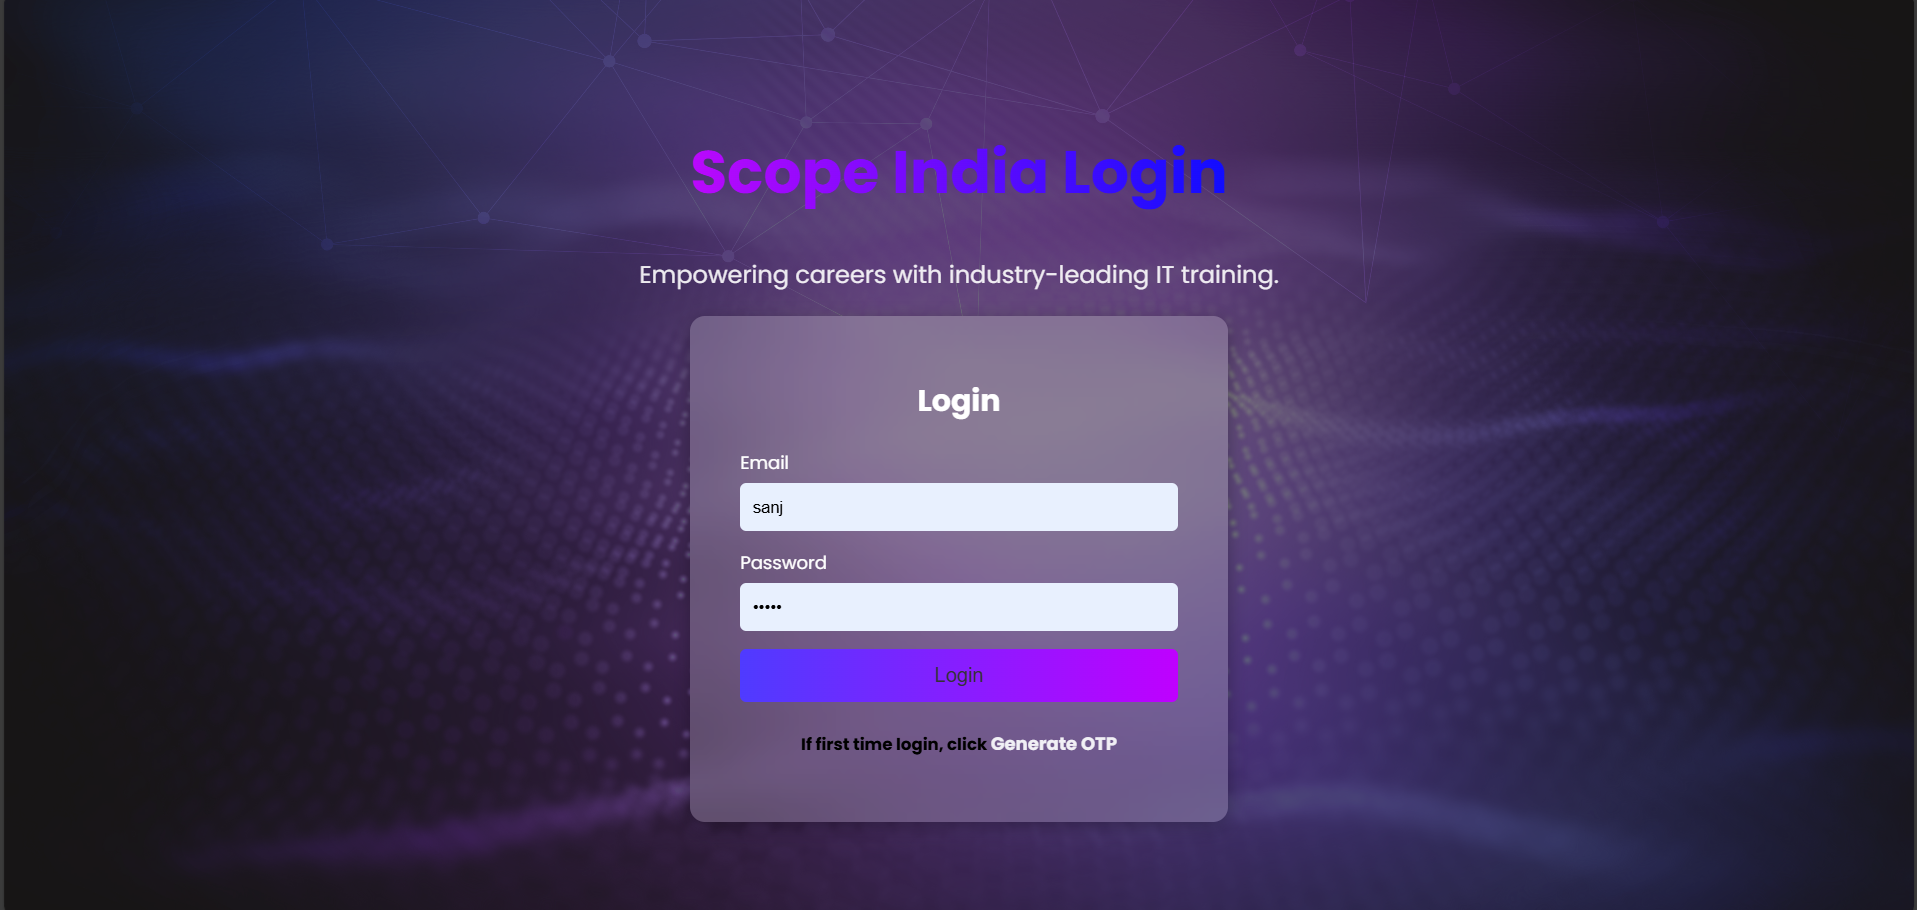 Scope India Login
Empowering careers with industry-leading IT training.
Login
Email
sanj
Password
•••••
Login
If first time login, click Generate OTP